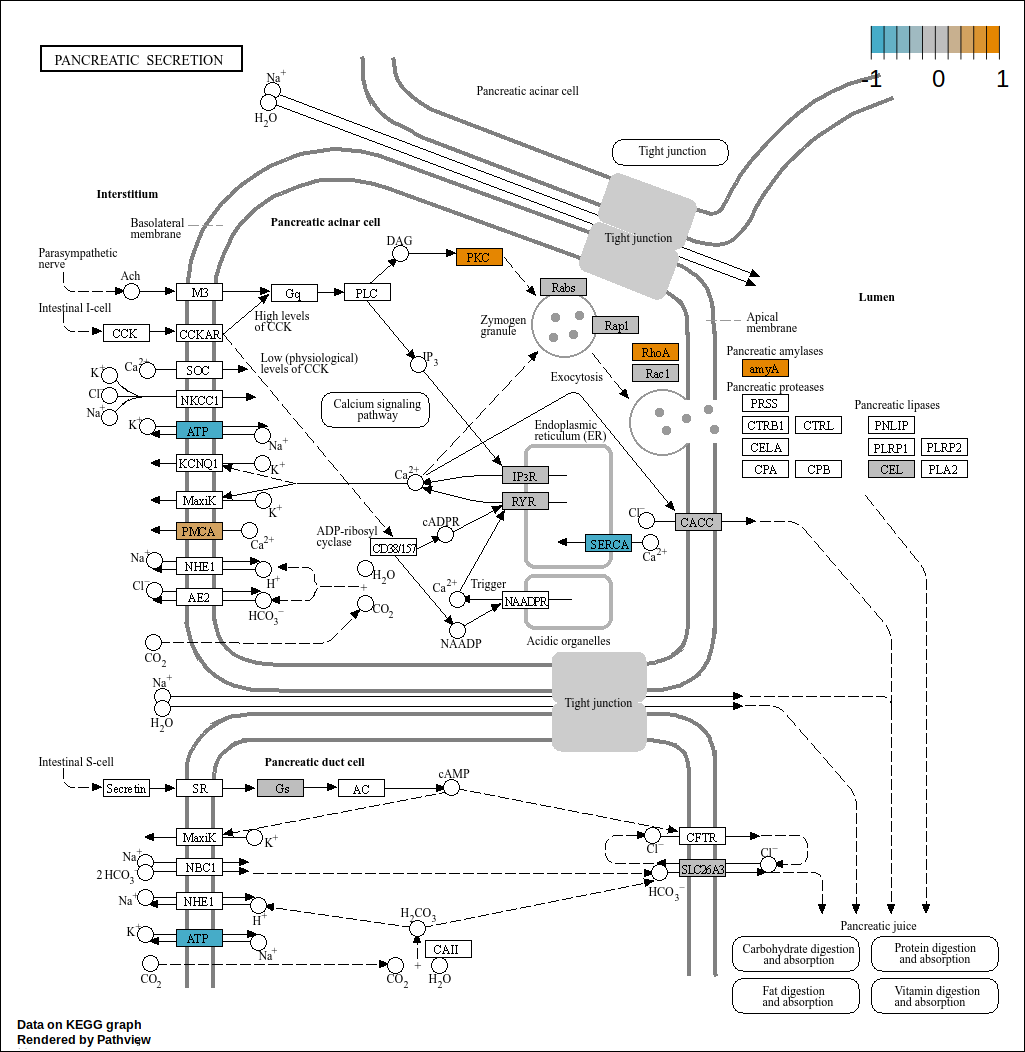 PANCREATIC SECRETION
-1
0
1
Na+
H2O
Pancreatic acinar cell
Tight junction
Interstitium
Basolateral
membrane
Pancreatic acinar cell
Tight junction
DAG
PKC
Parasympathetic
nerve
Ach
M3
Gq
PLC
Rabs
Lumen
Intestinal I-cell
High levels
of CCK
Zymogen
granule
Rap1
Apical
membrane
CCK
CCKAR
Low (physiological)
levels of CCK
IP3
RhoA
Pancreatic amylases
Ca2+
SOC
Exocytosis
Rac1
amyA
K+
Cl−
Na+
NKCC1
Calcium signaling
pathway
Pancreatic proteases
PRSS
Pancreatic lipases
K+
ATP
Na+
Endoplasmic
reticulum (ER)
CTRB1
CTRL
PNLIP
CELA
PLRP1
PLRP2
KCNQ1
K+
Ca2+
IP3R
CPA
CPB
CEL
PLA2
MaxiK
K+
RYR
PMCA
Ca2+
ADP-ribosyl
cyclase
cADPR
Cl−
CACC
CD38/157
SERCA
Ca2+
Na+
NHE1
H+
H2O
Cl−
AE2
HCO3−
+
CO2
Ca2+
Trigger
NAADPR
NAADP
Acidic organelles
CO2
Na+
H2O
Tight junction
Intestinal S-cell
Pancreatic duct cell
cAMP
Secretin
SR
Gs
AC
MaxiK
K+
Cl−
CFTR
Cl−
Na+
2 HCO3−
NBC1
SLC26A3
HCO3−
Na+
NHE1
H+
H2CO3
Pancreatic juice
K+
ATP
Na+
CAII
+
CO2
CO2
H2O
Carbohydrate digestion
and absorption
Protein digestion
and absorption
Fat digestion
and absorption
Vitamin digestion
and absorption
Data on KEGG graph
Rendered by Pathview